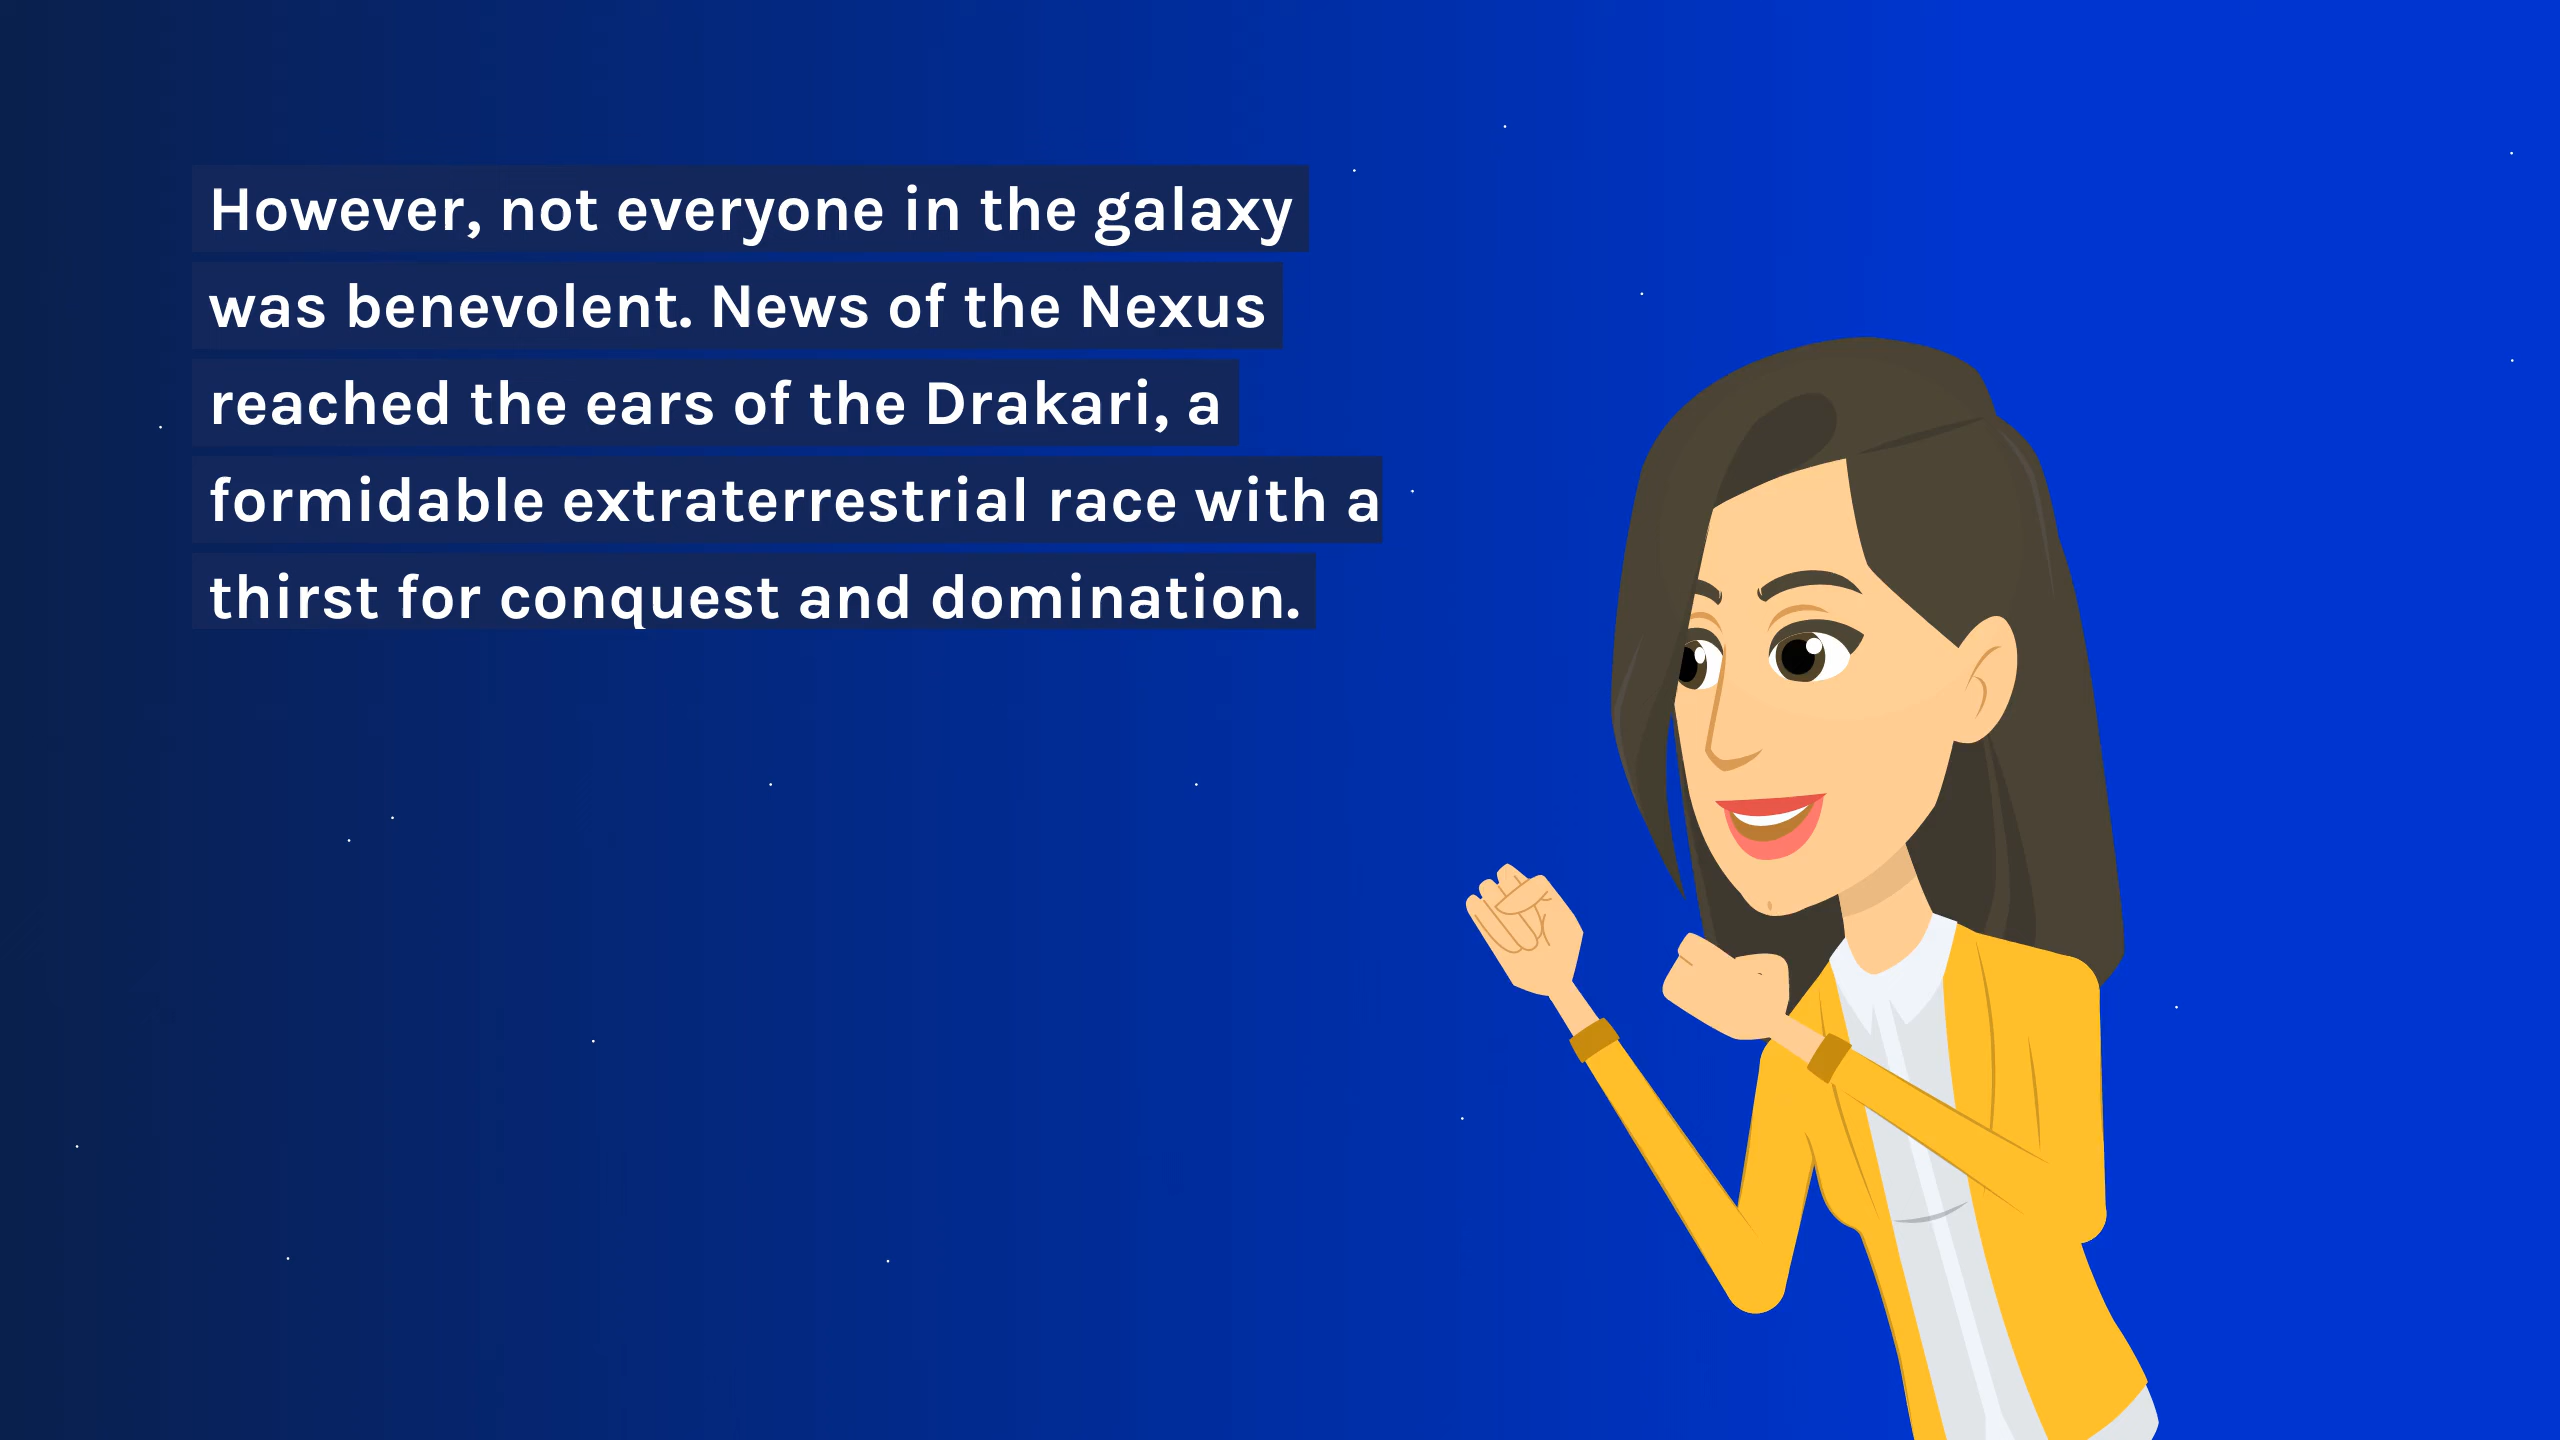 However, not everyone in the galaxy
was benevolent. News of the Nexus
reached the ears of the Drakari, a
formidable extraterrestrial race with a
thirst for conquest and domination.